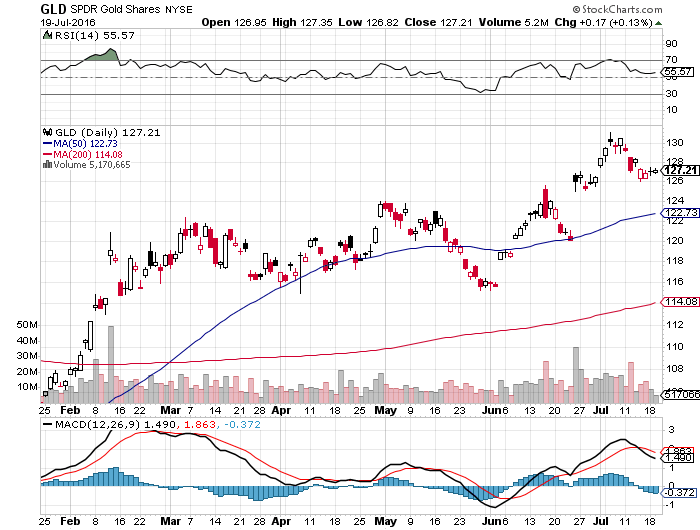 GLD SPDR Gold Shares NYSE © StockCharts.com
19-Jul-2016 Open 126.95 High 127.35 Low 126.82 Close 127.21 Volume 5.2M Chg +0.17 (+0.13%)
RSI(14) 55.57
90
70
55.57
30
10
GLD (Daily) 127.21
MA(50) 122.73
MA(200) 114.08
Volume 5,170,665
130
128
127.21
126
124
122.73
122
120
118
116
114.08
112
110
108
50M
40M
30M
20M
10M
517066
25 Feb 8 16 22 Mar 7 14 21 28 Apr 11 18 25 May 9 16 23 Jun 6 13 20 27 Jul 11 18
MACD(12,26,9) 1.490, 1.863, -0.372
3
1.863
1.490
-0.372
-1
25 Feb 8 16 22 Mar 7 14 21 28 Apr 11 18 25 May 9 16 23 Jun 6 13 20 27 Jul 11 18